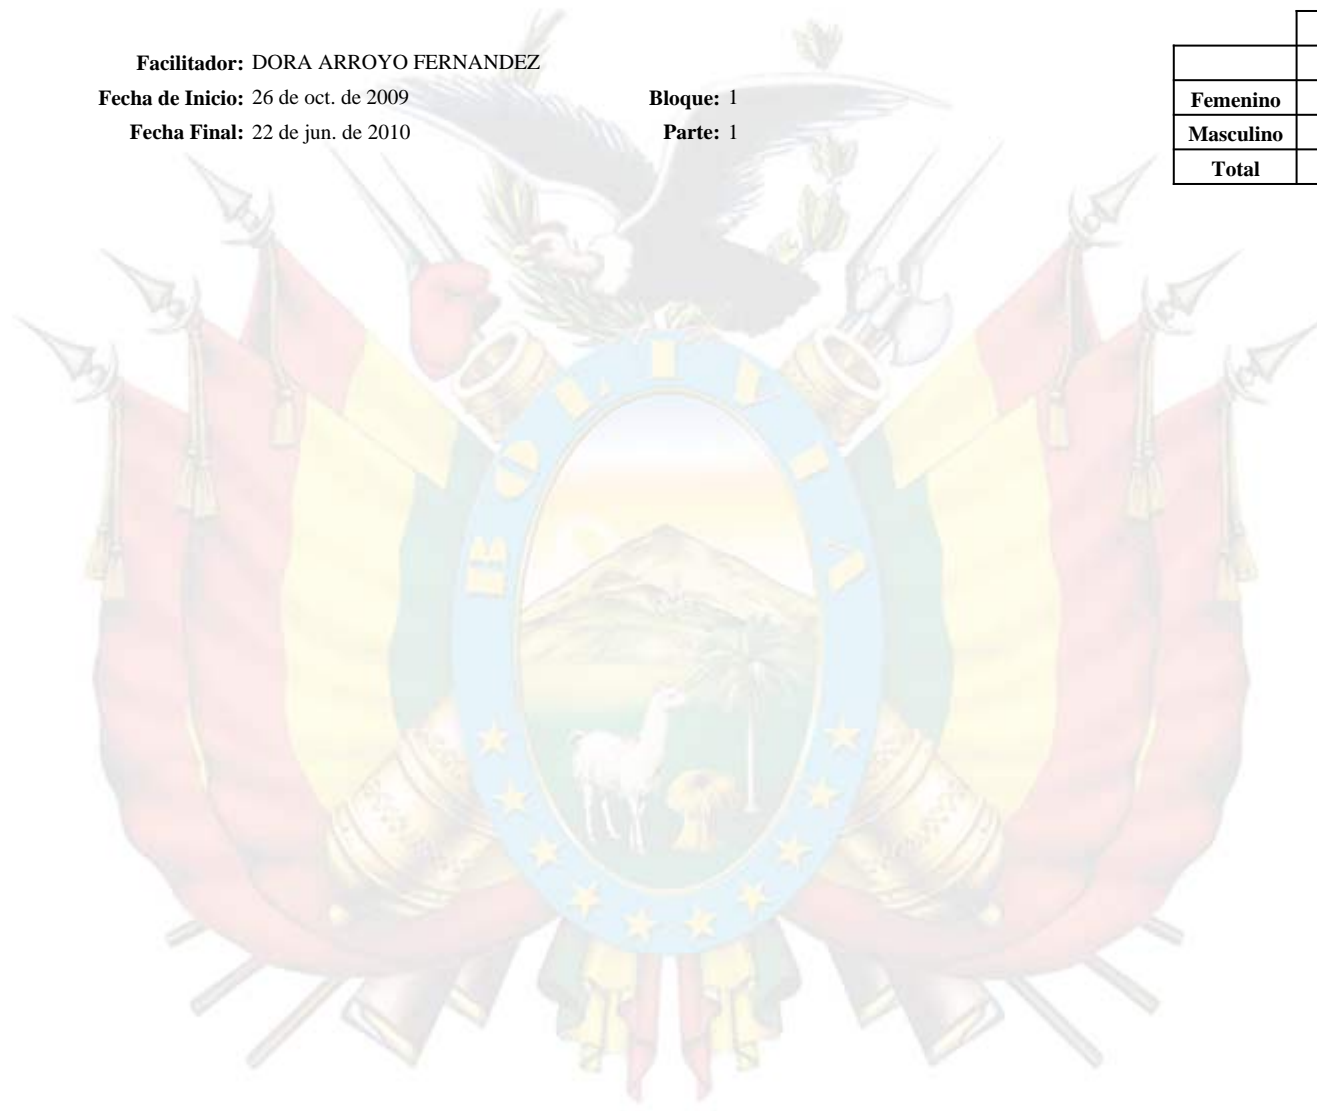 Facilitador: DORA ARROYO FERNANDEZ
Fecha de Inicio: 26 de oct. de 2009 Bloque: 1
Fecha Final: 22 de jun. de 2010 Parte: 1
Femenino
Masculino
Total
BOLIVIA